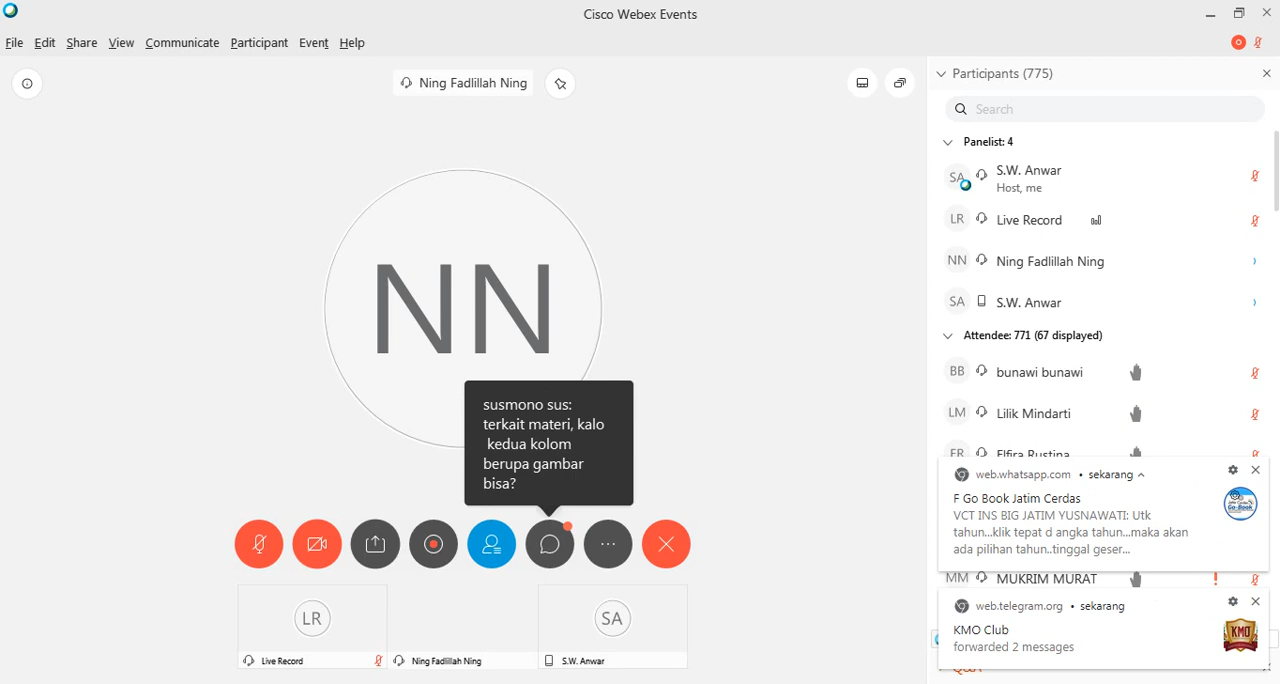 Cisco Webex Events
File Edit Share View Communicate Participant Event Help
Ning Fadlillah Ning
NN
susmono sus:
terkait materi, kalo
kedua kolom
berupa gambar
bisa?
LR
Live Record
Ning Fadlillah Ning
SA
S.W. Anwar
Participants (775)
Search
Panelist: 4
SA
S.W. Anwar
Host, me
LR Live Record
NN Ning Fadlillah Ning
SA S.W. Anwar
Attendee: 771 (67 displayed)
BB bunawi bunawi
LM Lilik Mindarti
ER Elfira Rustina
web.whatsapp.com • sekarang
F Go Book Jatim Cerdas
VCT INS BIG JATIM YUSNAWATI: Utk
tahun...klik tepat d angka tahun...maka akan
ada pilihan tahun..tinggal geser...
Go-Book
MM MUKRIM MURAT
web.telegram.org • sekarang
KMO Club
forwarded 2 messages
KMO
Q&A